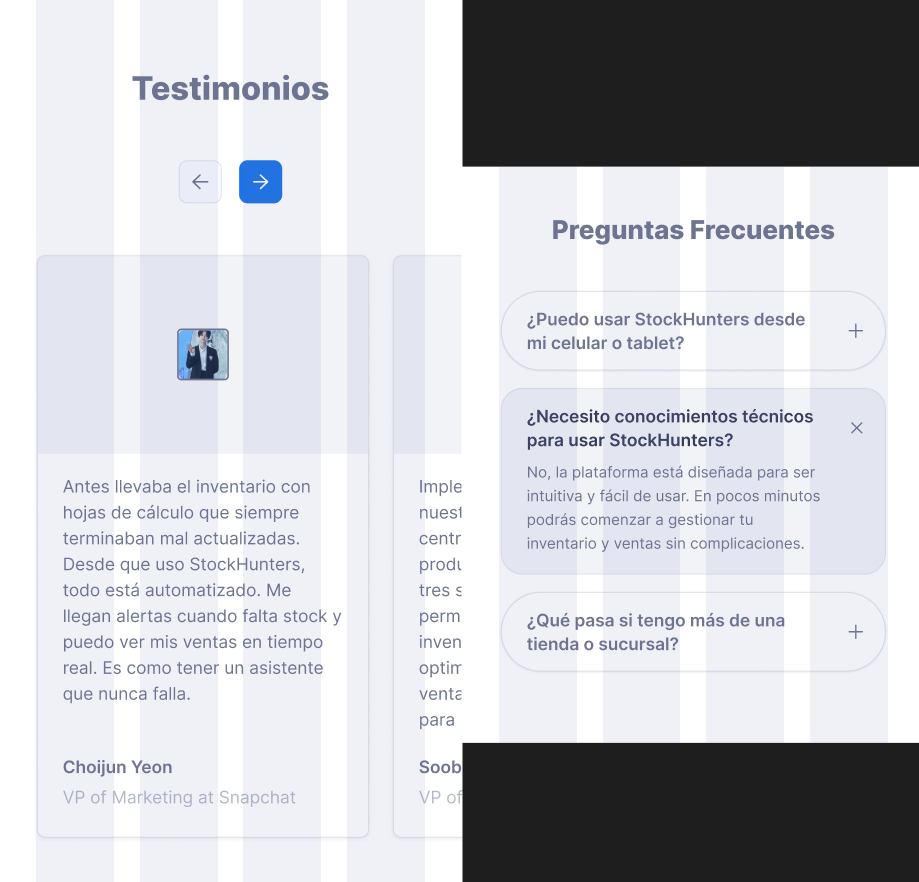 Testimonios
Antes llevaba el inventario con
hojas de cálculo que siempre
terminaban mal actualizadas.
Desde que uso StockHunters,
todo está automatizado. Me
llegan alertas cuando falta stock y
puedo ver mis ventas en tiempo
real. Es como tener un asistente
que nunca falla.
Choijun Yeon
VP of Marketing at Snapchat
Imple
nuest
centr
produ
tres s
perm
inven
optim
venta
para
Soob
VP of
Preguntas Frecuentes
¿Puedo usar StockHunters desde
mi celular o tablet?
¿Necesito conocimientos técnicos
para usar StockHunters?
No, la plataforma está diseñada para ser
intuitiva y fácil de usar. En pocos minutos
podrás comenzar a gestionar tu
inventario y ventas sin complicaciones.
¿Qué pasa si tengo más de una
tienda o sucursal?